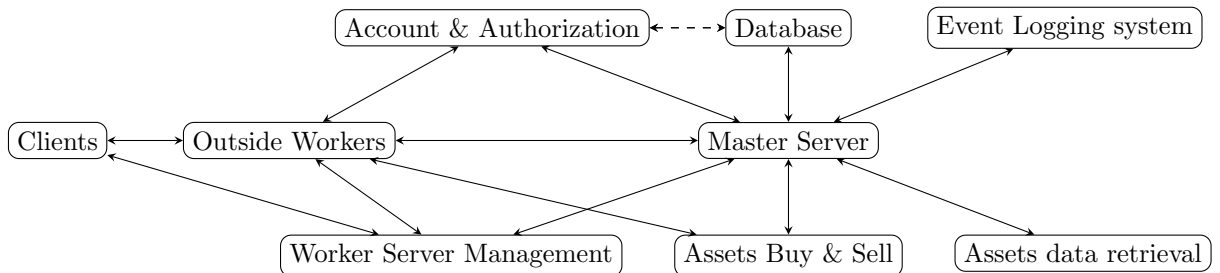 Account & Authorization
Database
Event Logging system
Clients
Outside Workers
Master Server
Worker Server Management
Assets Buy & Sell
Assets data retrieval